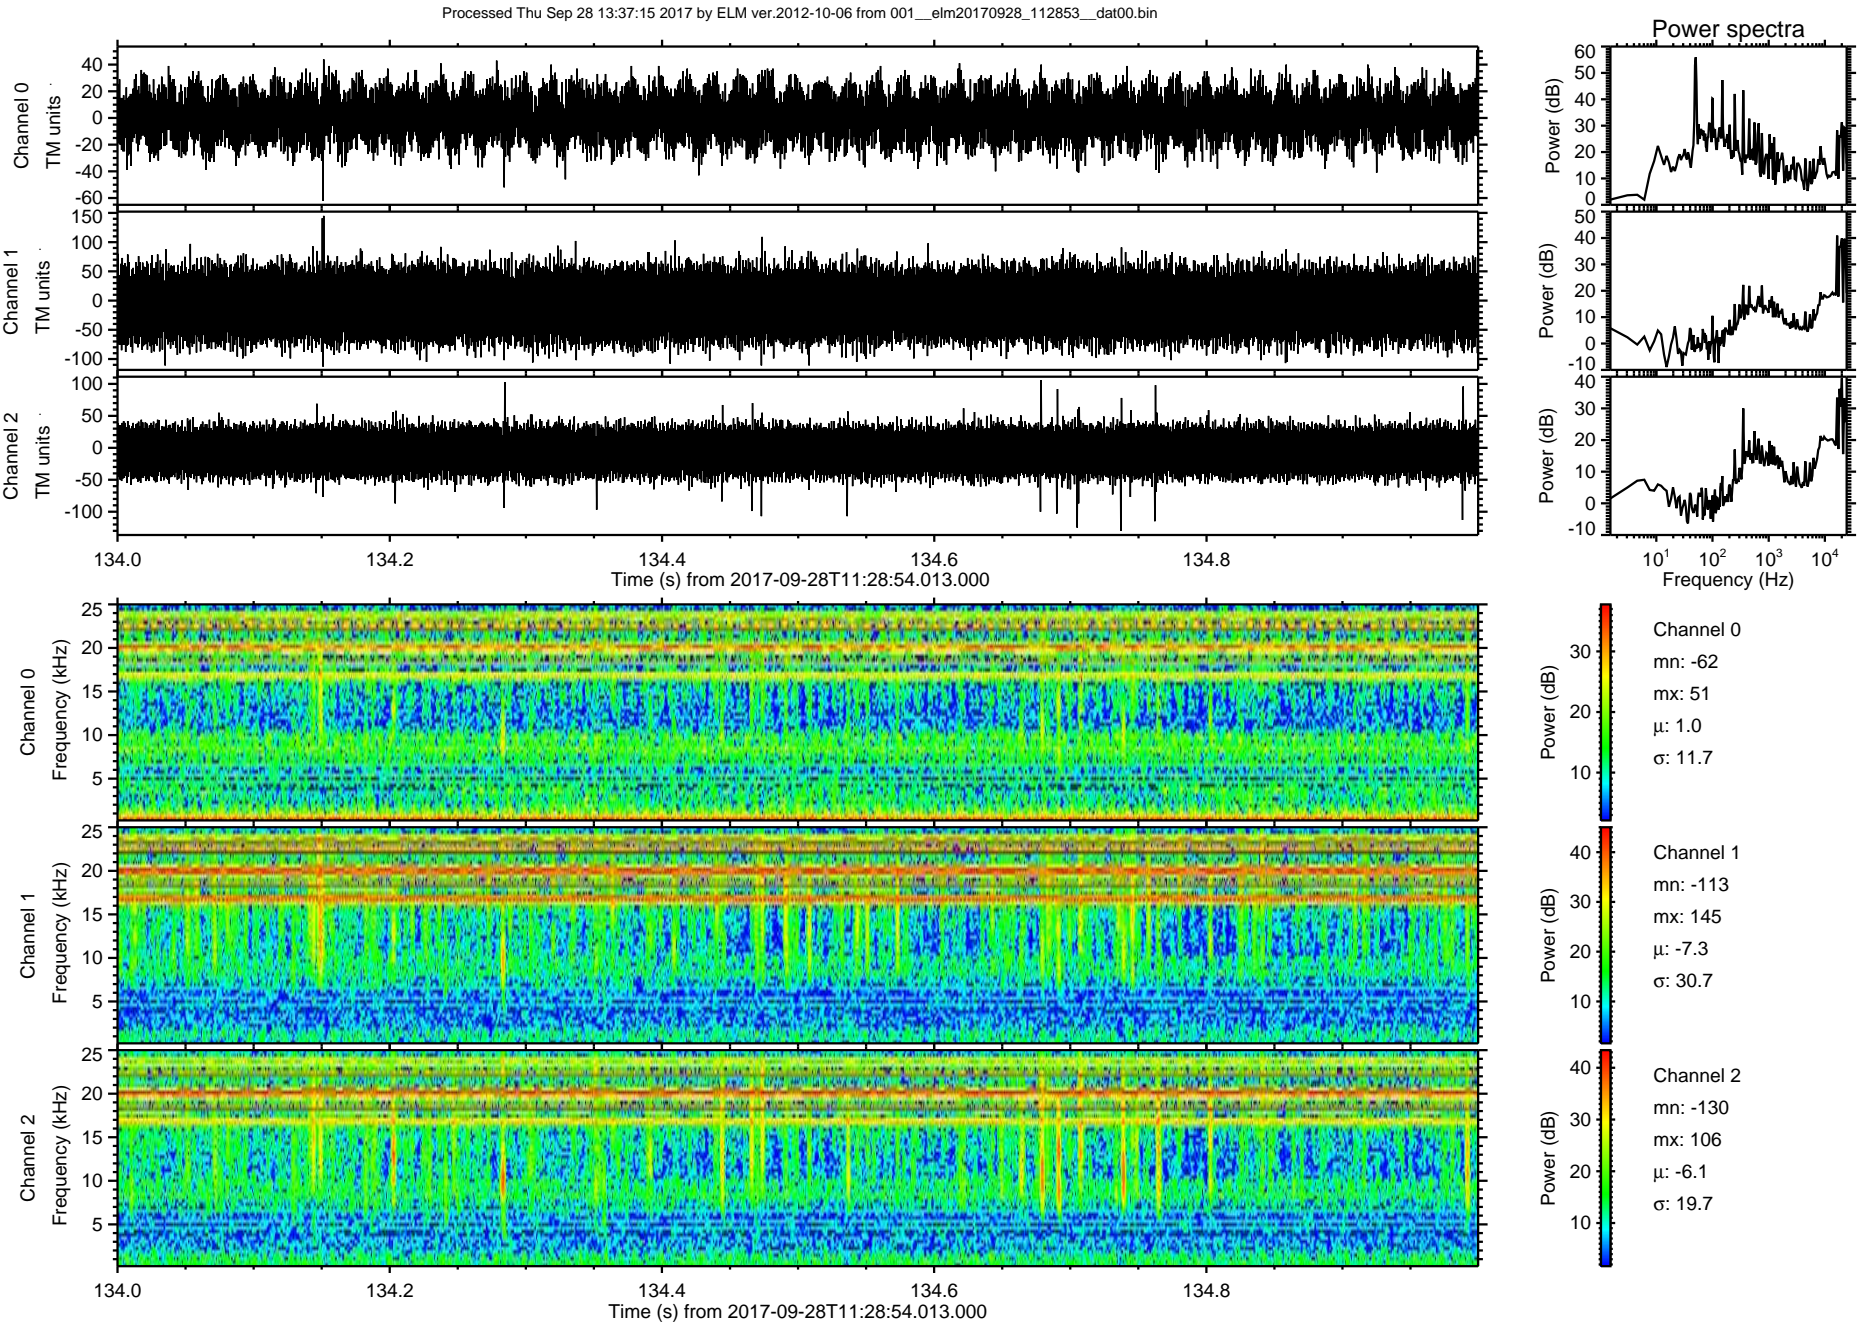 Processed Thu Sep 28 13:37:15 2017 by ELM ver.2012-10-06 from 001__elm20170928_112853__dat00.bin
Power spectra
Channel 0
TM units
40
20
0
-20
-40
-60
Power (dB)
60
50
40
30
20
10
0
Channel 1
TM units
150
100
50
0
-50
-100
Power (dB)
50
40
30
20
10
0
-10
Channel 2
TM units
100
50
0
-50
-100
Power (dB)
40
30
20
10
0
-10
134.0 134.2 134.4 134.6 134.8
Time (s) from 2017-09-28T11:28:54.013.000
10^1 10^2 10^3 10^4
Frequency (Hz)
Channel 0
Frequency (kHz)
25
20
15
10
5
Power (dB)
30
20
10
Channel 0
mn: -62
mx: 51
μ: 1.0
σ: 11.7
Channel 1
Frequency (kHz)
25
20
15
10
5
Power (dB)
40
30
20
10
Channel 1
mn: -113
mx: 145
μ: -7.3
σ: 30.7
Channel 2
Frequency (kHz)
25
20
15
10
5
Power (dB)
40
30
20
10
Channel 2
mn: -130
mx: 106
μ: -6.1
σ: 19.7
134.0 134.2 134.4 134.6 134.8
Time (s) from 2017-09-28T11:28:54.013.000